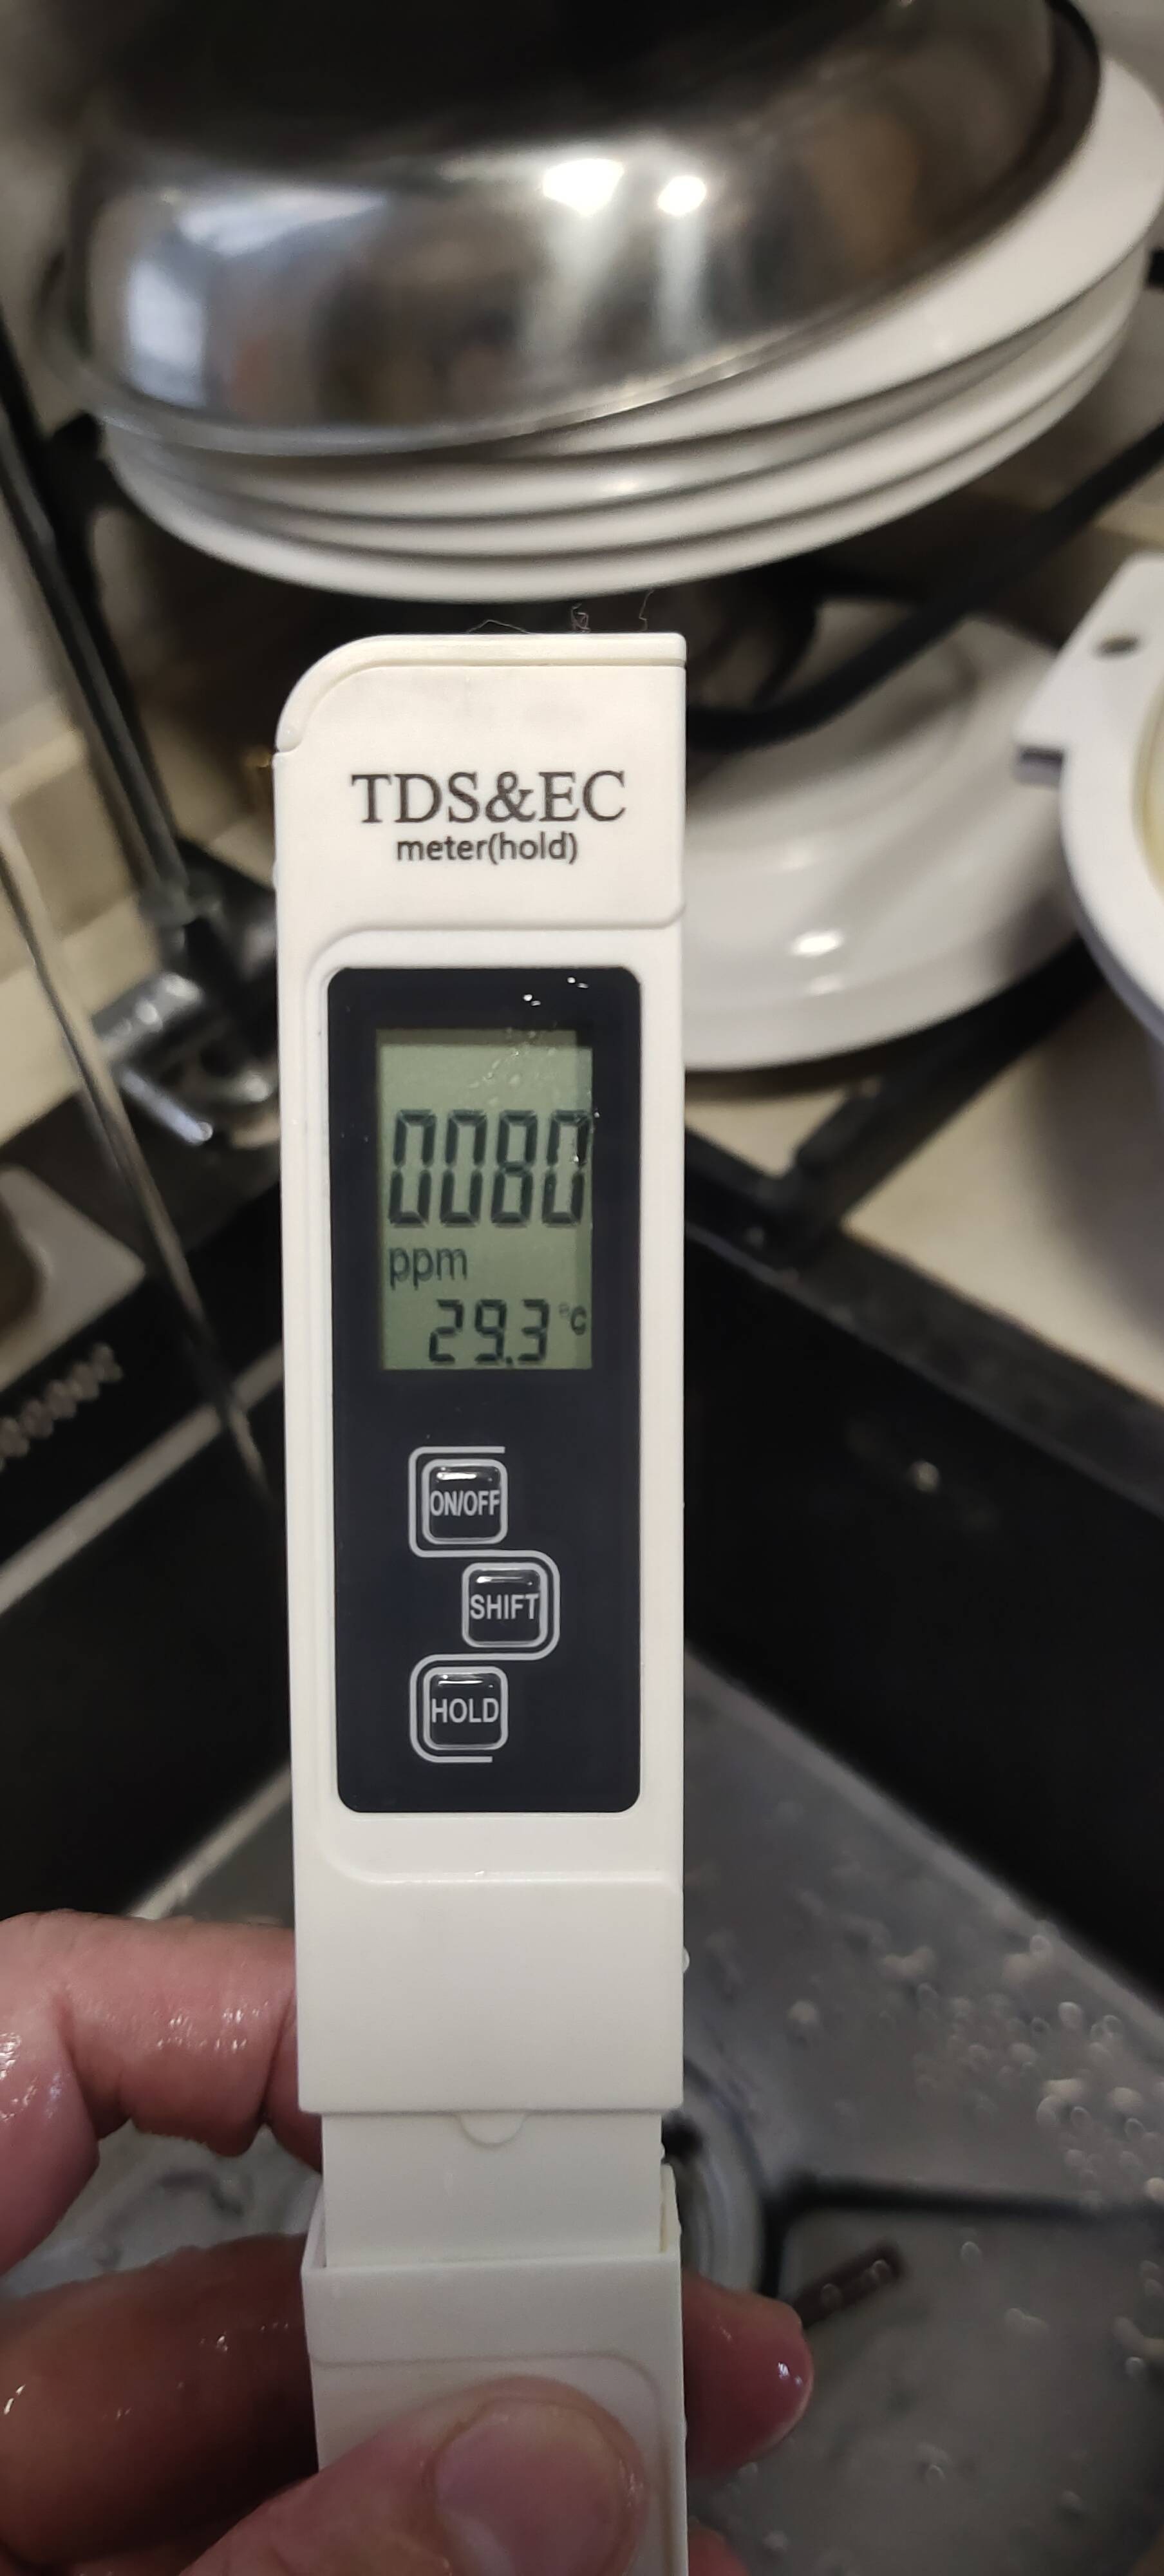 TDS&EC
meter(hold)
0080
ppm
29.3 °C
ON/OFF
SHIFT
HOLD